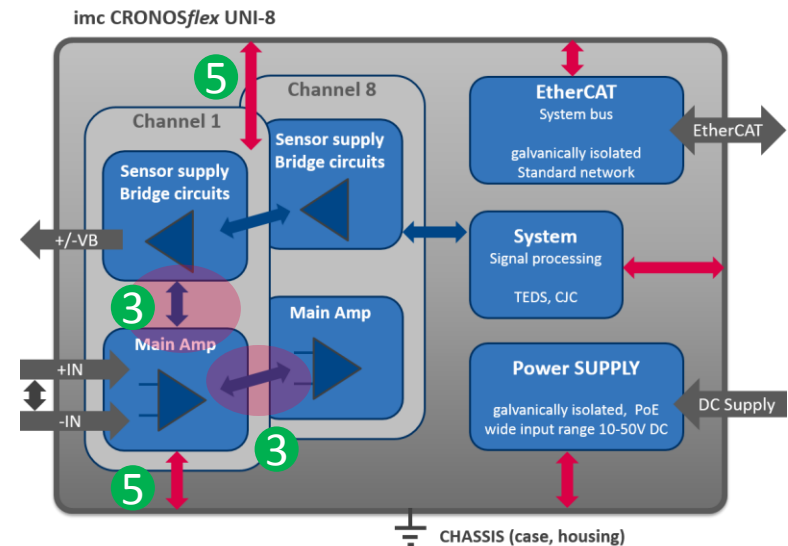 imc CRONOSflex UNI-8
5
Channel 8
Channel 1
Sensor supply
Bridge circuits
Sensor supply
Bridge circuits
EtherCAT
System bus
galvanically isolated
Standard network
EtherCAT
+/-VB
System
Signal processing
TEDS, CJC
3
Main Amp
Main Amp
+IN
-IN
Power SUPPLY
galvanically isolated, PoE
wide input range 10-50V DC
DC Supply
3
5
CHASSIS (case, housing)